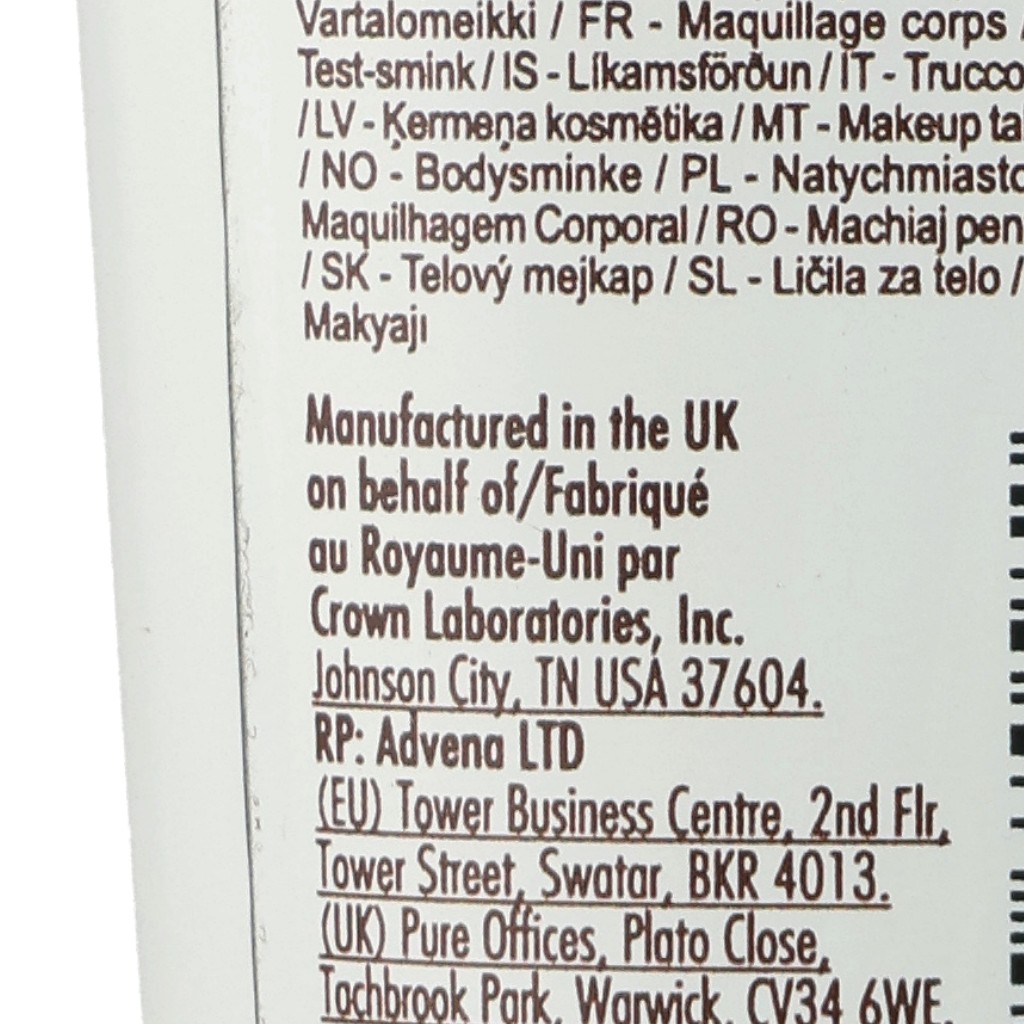 Vartalomeikki / FR - Maquillage corps /
Test-smink / IS - Líkamsförðun / IT - Trucco
/ LV - Ķermeņa kosmētika / MT - Makeup ta
/ NO - Bodysminke / PL - Natychmiasto
Maquilhagem Corporal / RO - Machiaj pen
/ SK - Telový mejkap / SL - Ličila za telo /
Makyajı
Manufactured in the UK
on behalf of/Fabriqué
au Royaume-Uni par
Crown Laboratories, Inc.
Johnson City, TN USA 37604.
RP: Advena LTD
(EU) Tower Business Centre, 2nd Flr,
Tower Street, Swatar, BKR 4013.
(UK) Pure Offices, Plato Close,
Tachbrook Park, Warwick, CV34 6WE.